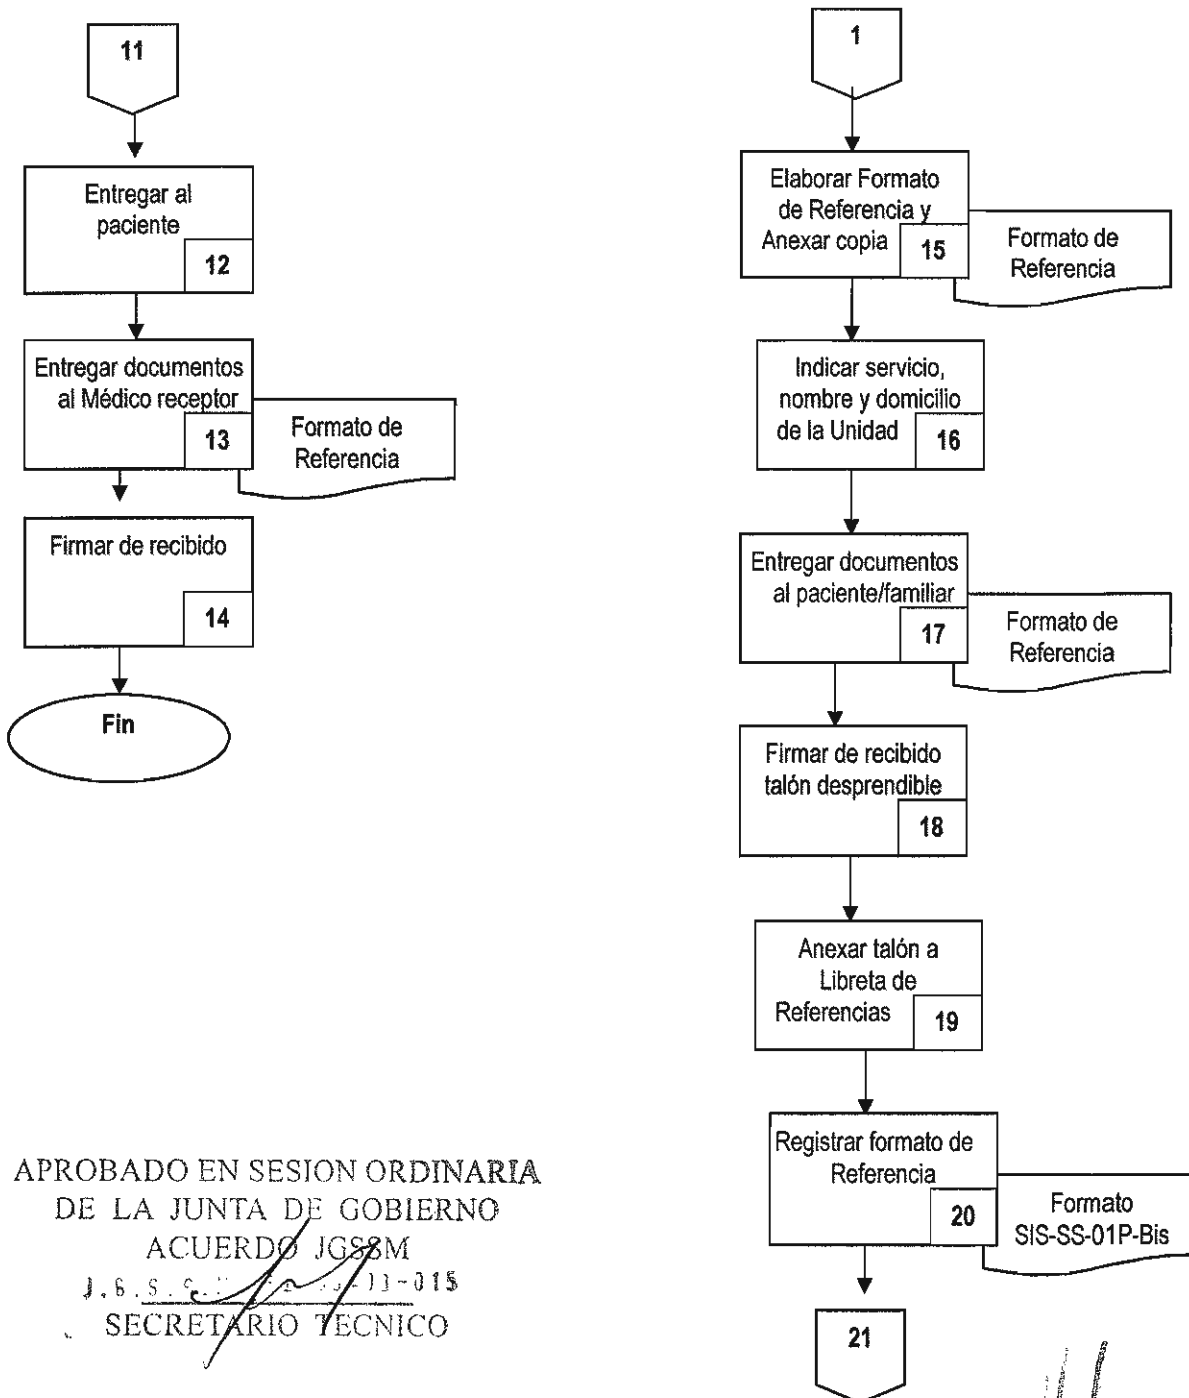 11
Entregar al
paciente
12
Entregar documentos
al Médico receptor
13
Formato de
Referencia
Firmar de recibido
14
Fin
1
Elaborar Formato
de Referencia y
Anexar copia
15
Formato de
Referencia
Indicar servicio,
nombre y domicilio
de la Unidad
16
Entregar documentos
al paciente/familiar
17
Formato de
Referencia
Firmar de recibido
talón desprendible
18
Anexar talón a
Libreta de
Referencias
19
Registrar formato de
Referencia
20
Formato
SIS-SS-01P-Bis
21
APROBADO EN SESION ORDINARIA
DE LA JUNTA DE GOBIERNO
ACUERDO JGSSM
SECRETARIO TECNICO